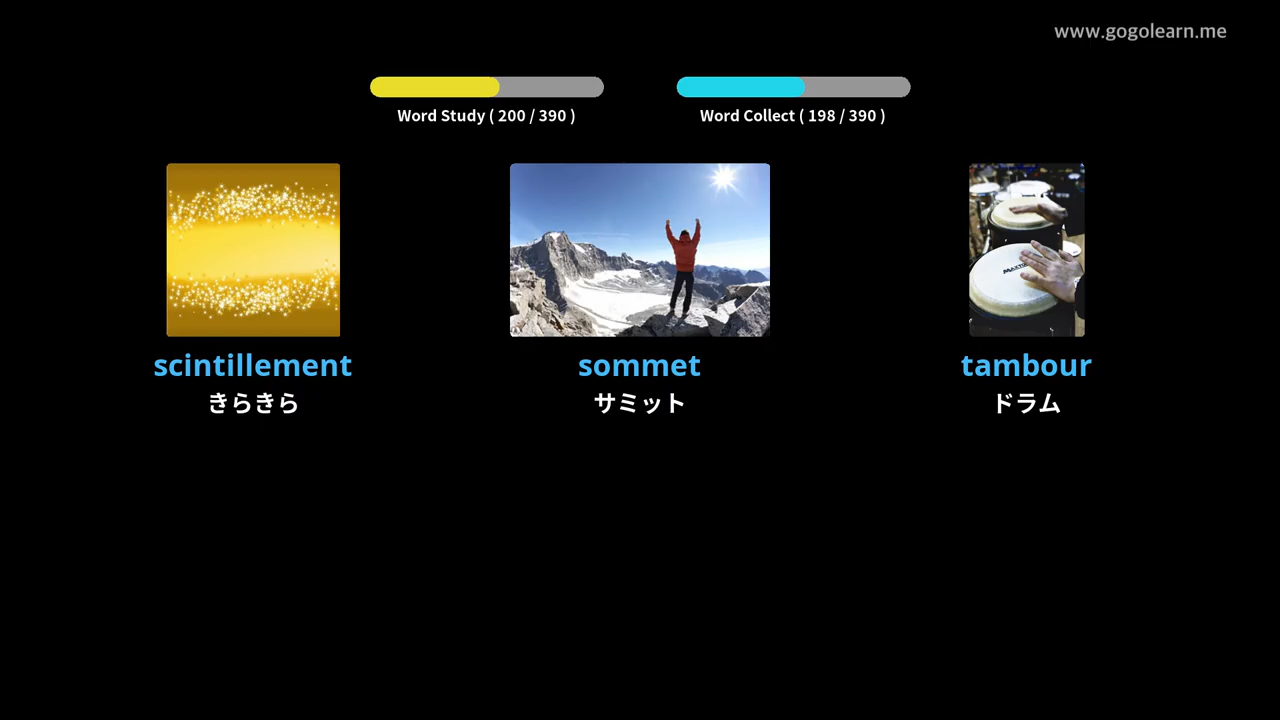 www.gogolearn.me
Word Study ( 200 / 390 )
Word Collect ( 198 / 390 )
scintillement
sommet
tambour
きらきら
サミット
ドラム